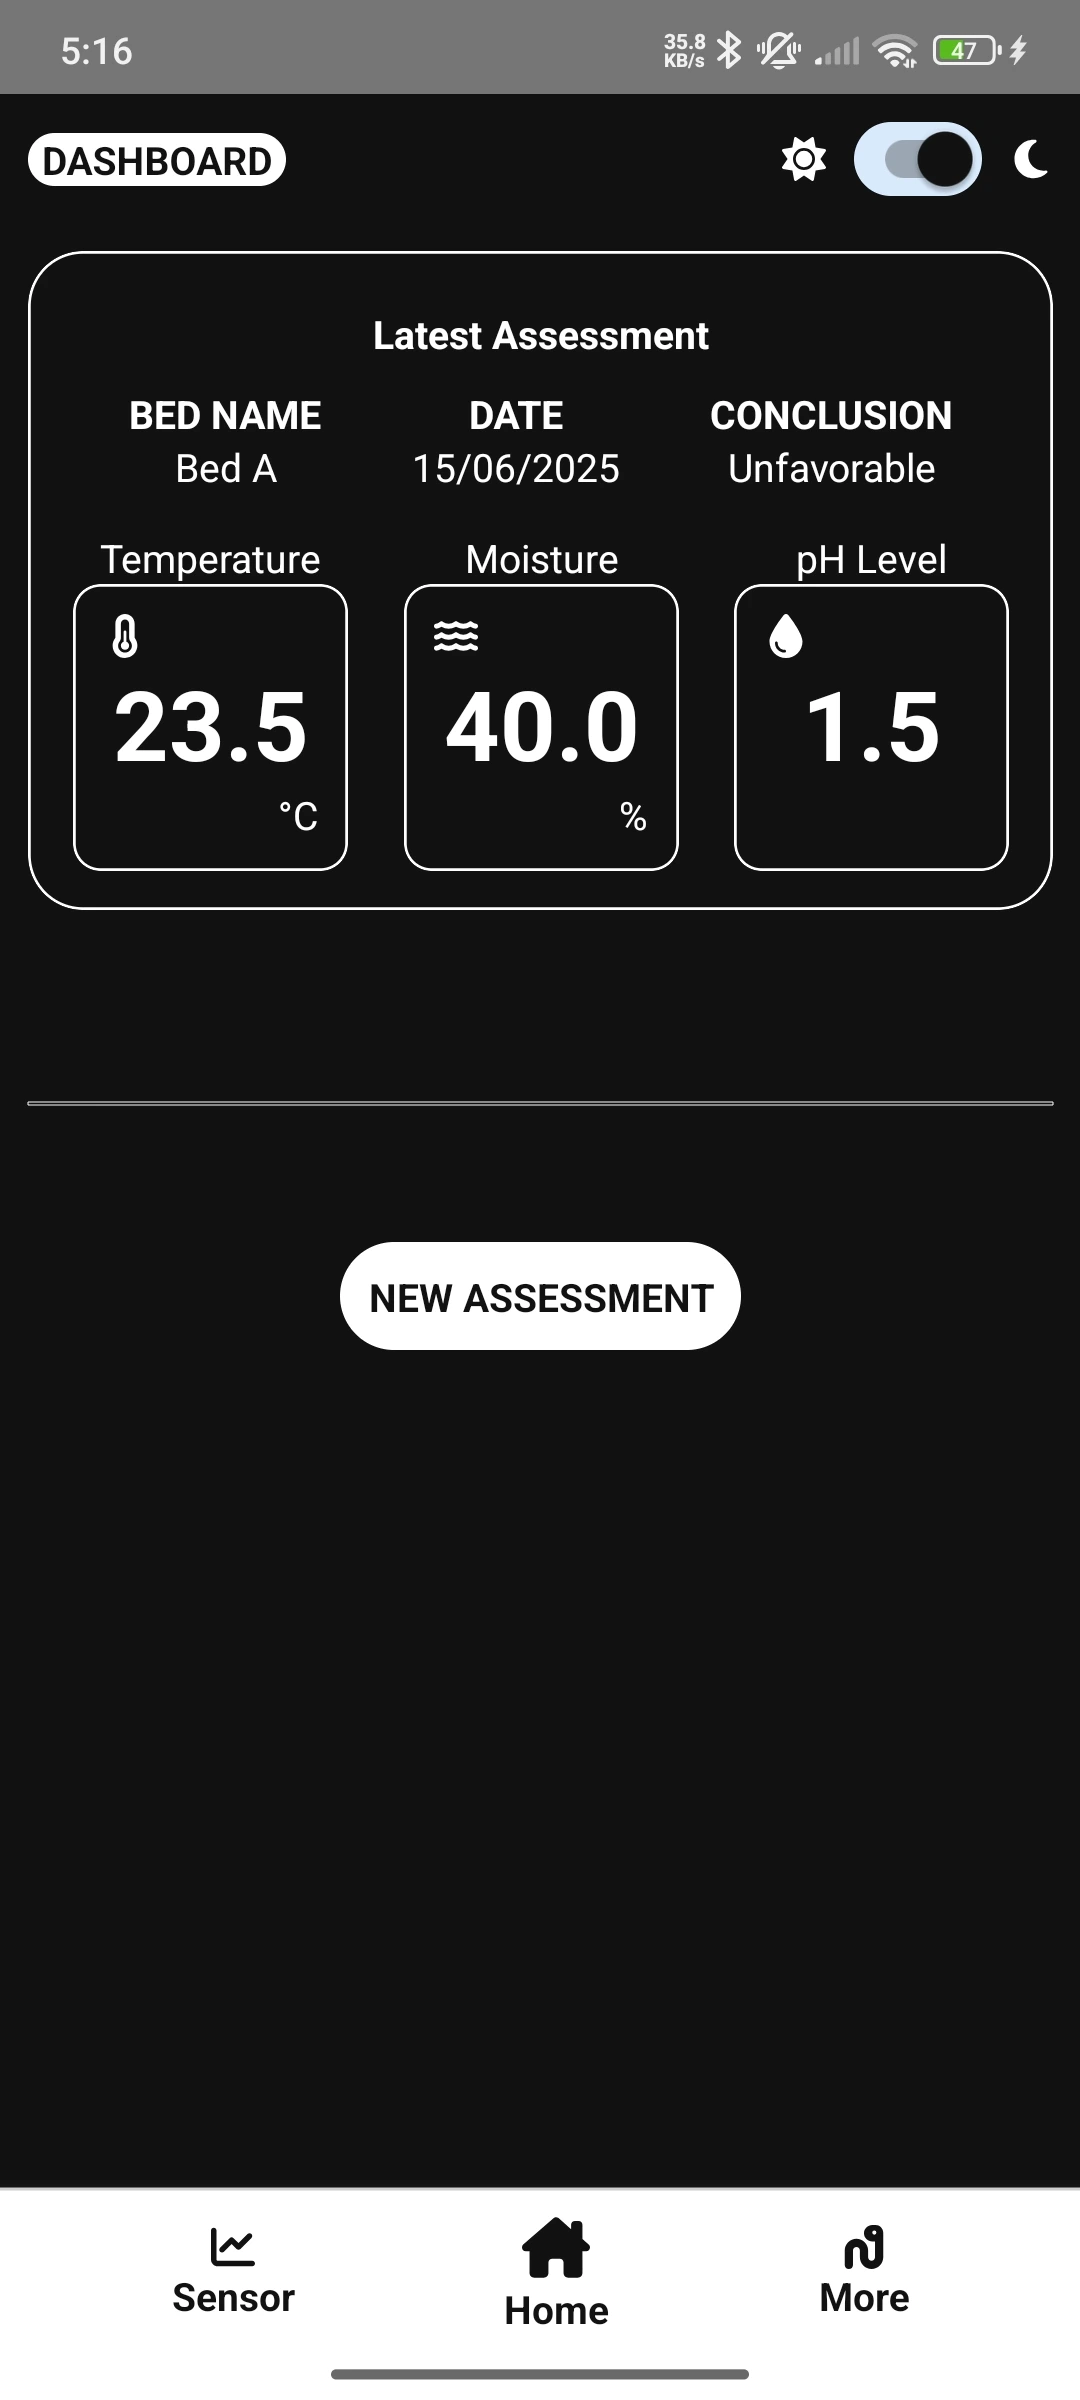 5:16 35.8 KB/s 47
DASHBOARD
Latest Assessment
BED NAME DATE CONCLUSION
Bed A 15/06/2025 Unfavorable
Temperature Moisture pH Level
23.5 40.0 1.5
°C %
NEW ASSESSMENT
Sensor Home More